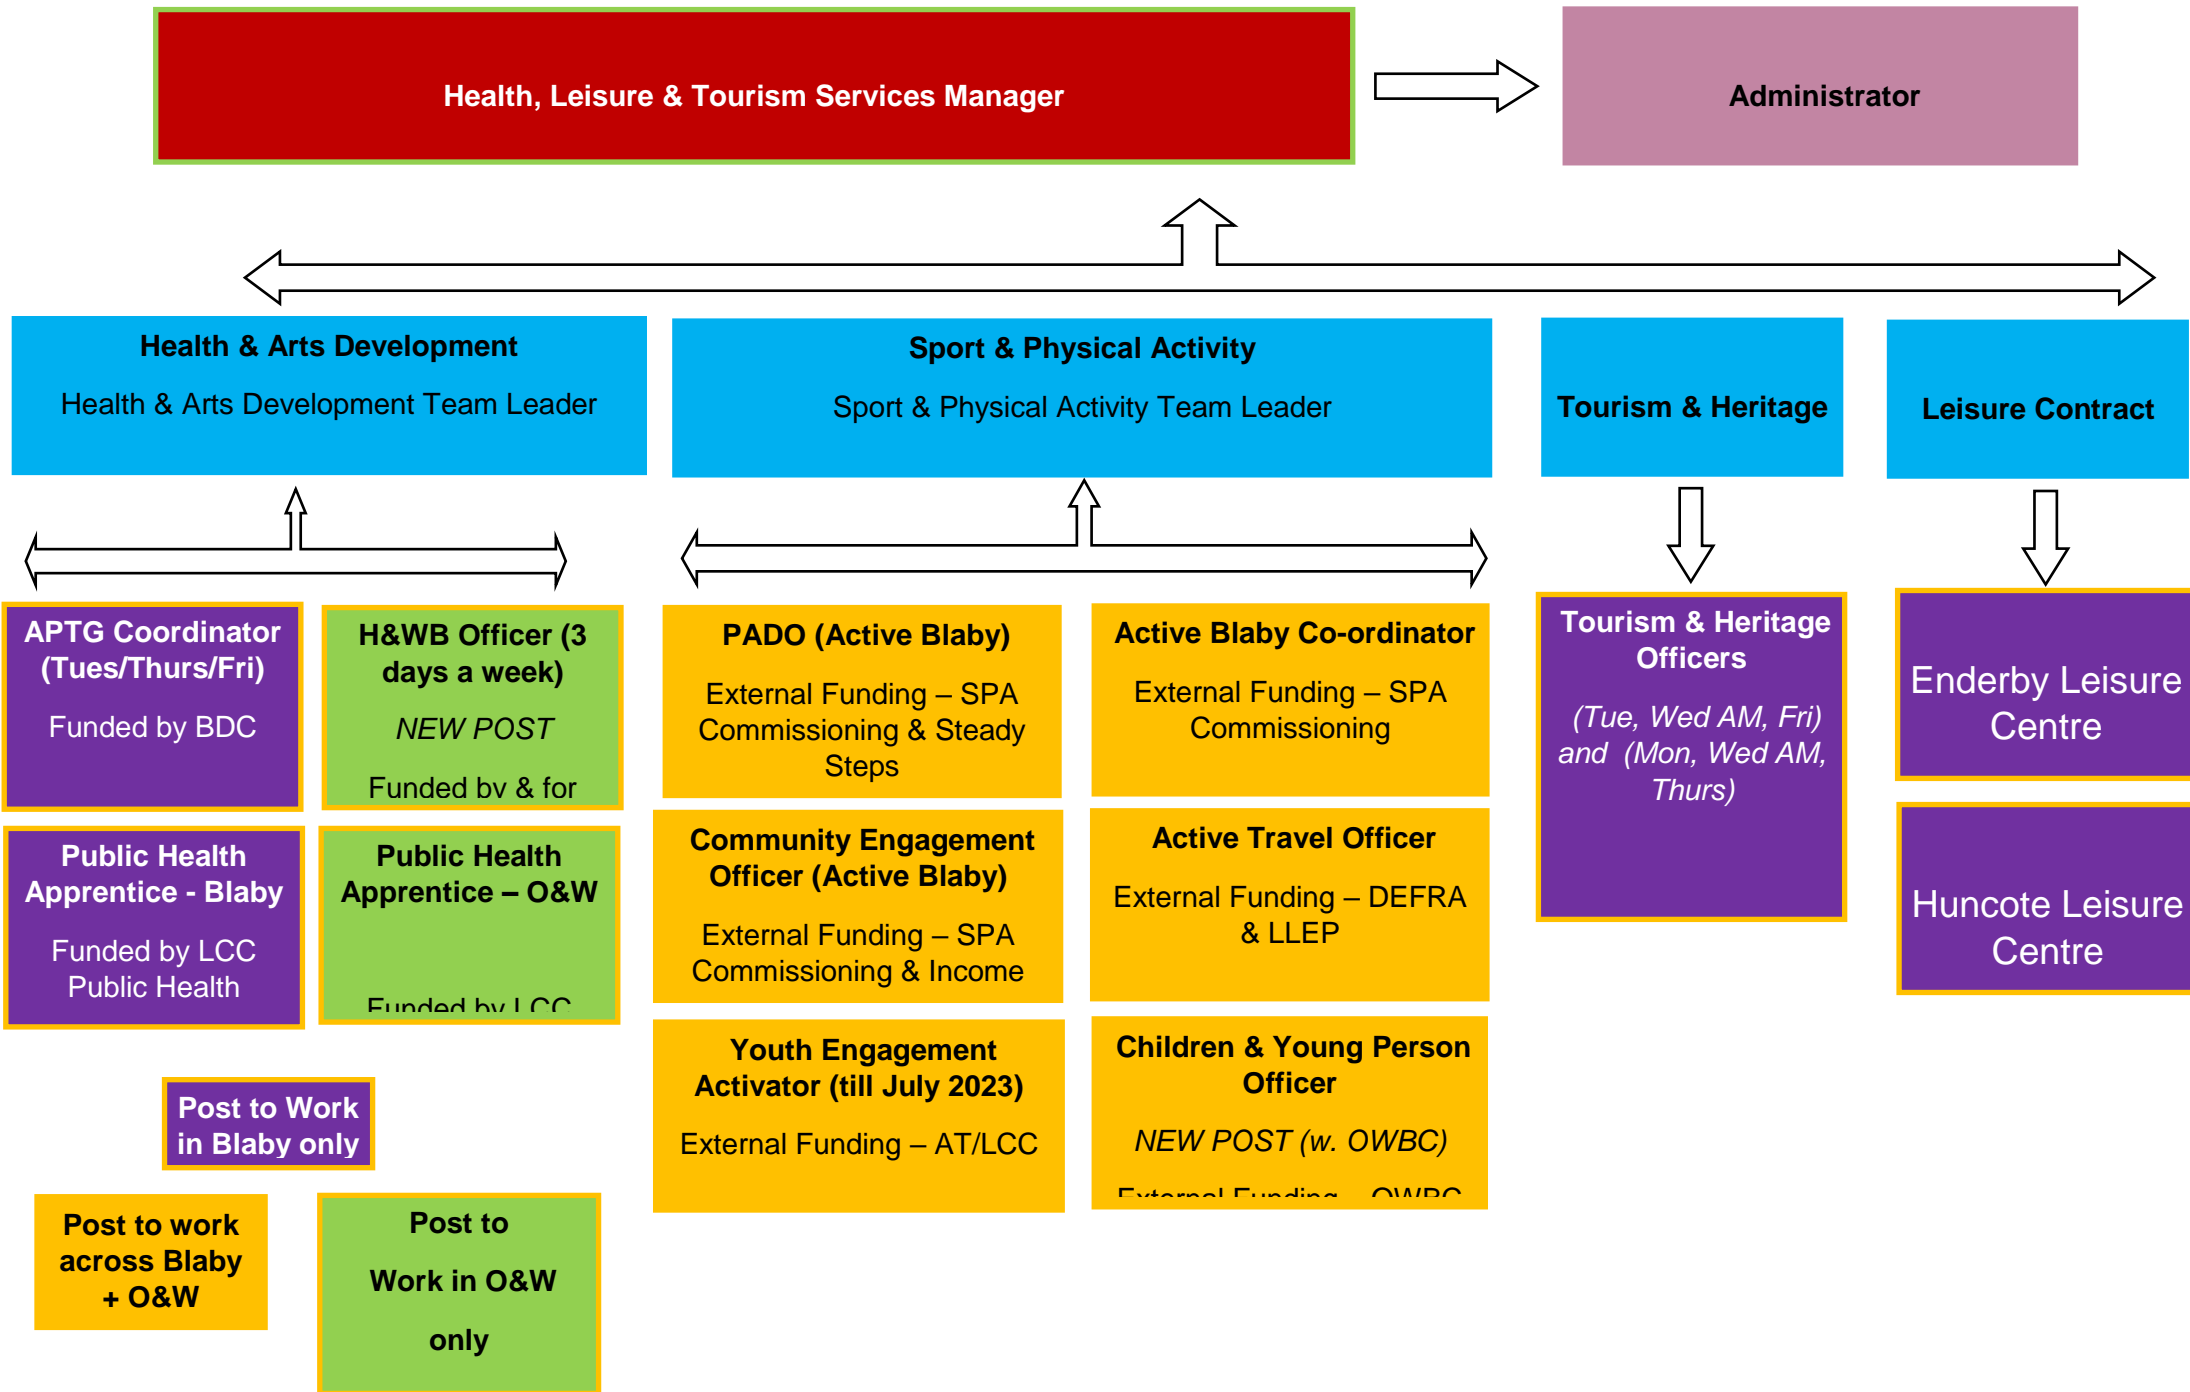 Health, Leisure & Tourism Services Manager
Administrator
Health & Arts Development
Health & Arts Development Team Leader
Sport & Physical Activity
Sport & Physical Activity Team Leader
Tourism & Heritage
Leisure Contract
APTG Coordinator
(Tues/Thurs/Fri)
Funded by BDC
H&WB Officer (3
days a week)
NEW POST
Funded by & for
PADO (Active Blaby)
External Funding – SPA
Commissioning & Steady
Steps
Active Blaby Co-ordinator
External Funding – SPA
Commissioning
Tourism & Heritage
Officers
(Tue, Wed AM, Fri)
and (Mon, Wed AM,
Thurs)
Enderby Leisure
Centre
Public Health
Apprentice - Blaby
Funded by LCC
Public Health
Public Health
Apprentice – O&W
Funded by LCC
Community Engagement
Officer (Active Blaby)
External Funding – SPA
Commissioning & Income
Active Travel Officer
External Funding – DEFRA
& LLEP
Huncote Leisure
Centre
Youth Engagement
Activator (till July 2023)
External Funding – AT/LCC
Children & Young Person
Officer
NEW POST (w. OWBC)
External Funding – OWBC
Post to Work
in Blaby only
Post to work
across Blaby
+ O&W
Post to
Work in O&W
only